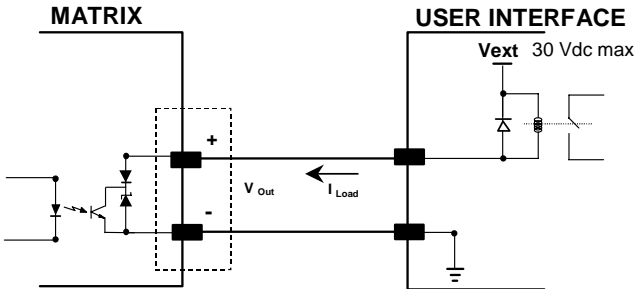 MATRIX
USER INTERFACE
Vext 30 Vdc max
+
V Out
I Load
-